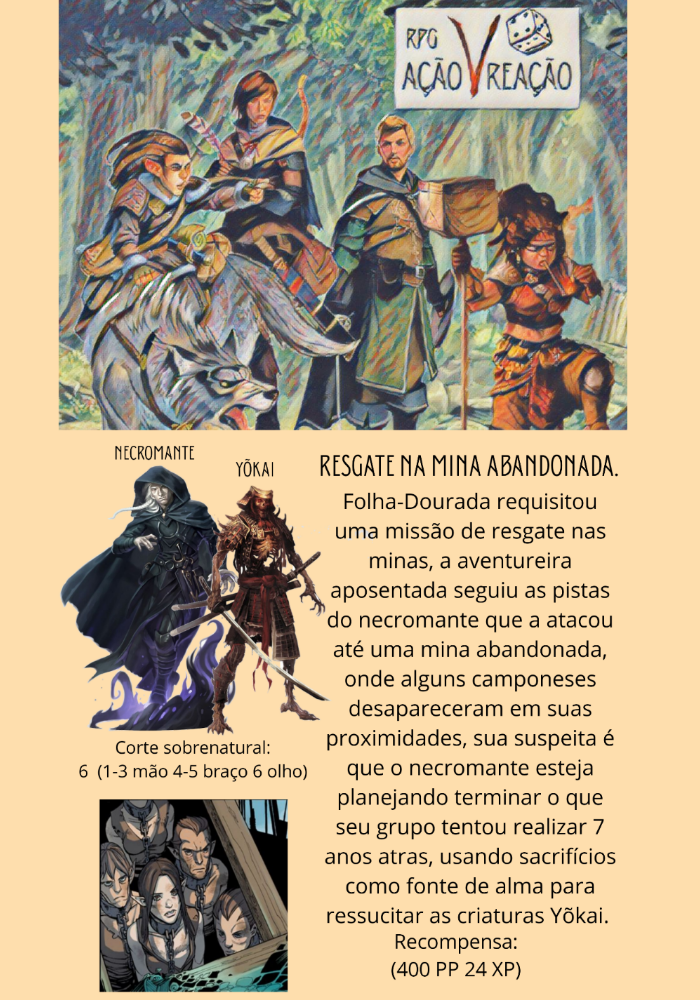 RPG
AÇÃO V REAÇÃO
NECROMANTE
YÕKAI
Corte sobrenatural:
6 (1-3 mão 4-5 braço 6 olho)
RESGATE NA MINA ABANDONADA.
Folha-Dourada requisitou
uma missão de resgate nas
minas, a aventureira
aposentada seguiu as pistas
do necromante que a atacou
até uma mina abandonada,
onde alguns camponeses
desapareceram em suas
proximidades, sua suspeita é
que o necromante esteja
planejando terminar o que
seu grupo tentou realizar 7
anos atras, usando sacrifícios
como fonte de alma para
ressucitar as criaturas Yõkai.
Recompensa:
(400 PP 24 XP)